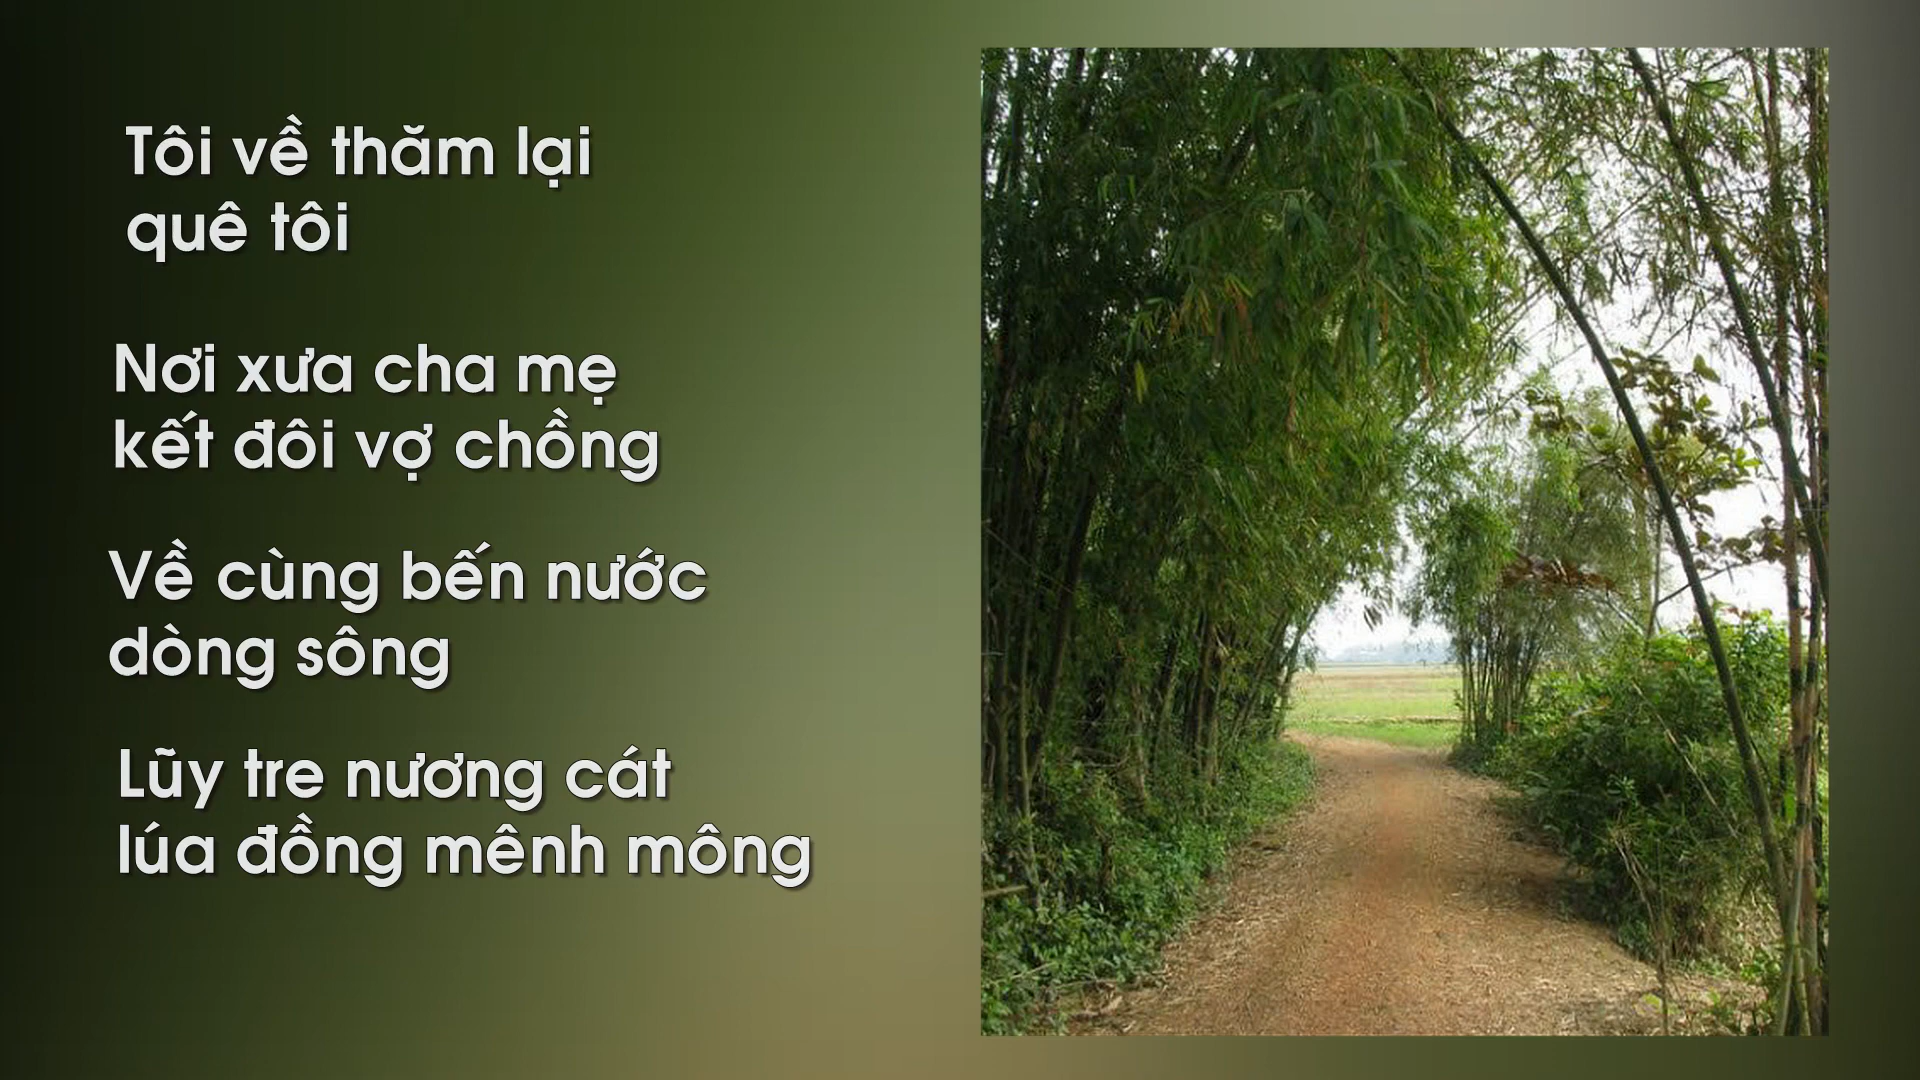 Tôi về thăm lại
quê tôi
Nơi xưa cha mẹ
kết đôi vợ chồng
Về cùng bến nước
dòng sông
Lũy tre nương cát
lúa đồng mênh mông